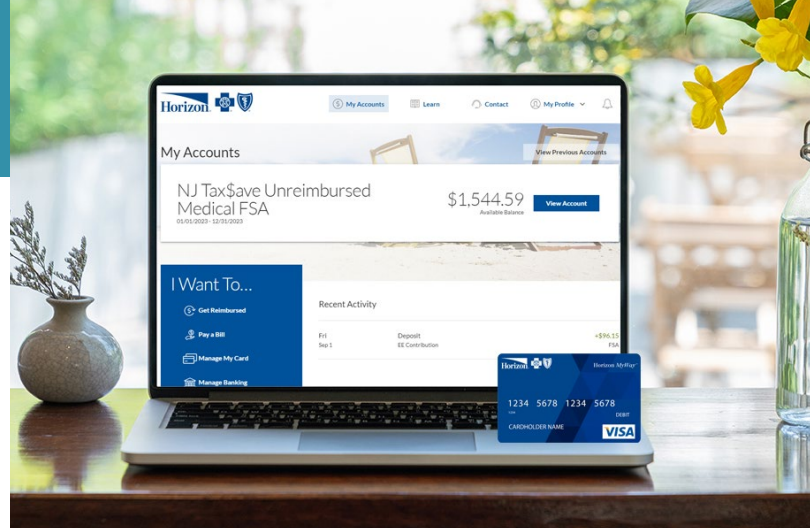 Horizon
My Accounts
Learn
Contact
My Profile
My Accounts
View Previous Accounts
NJ Tax$ave Unreimbursed
Medical FSA
01/01/2023 - 12/31/2023
$1,544.59
Available Balance
View Account
I Want To...
Get Reimbursed
Pay a Bill
Manage My Card
Manage Banking
Recent Activity
Fri
Sep 1
Deposit
EE Contribution
+$96.15
FSA
Horizon
Horizon MyWay
1234 5678 1234 5678
DEBIT
CARDHOLDER NAME
VISA